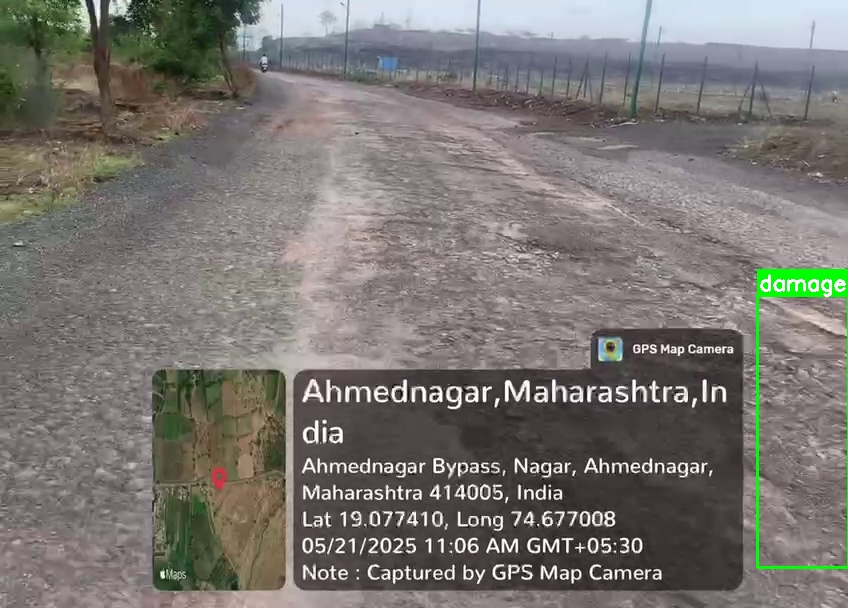 damage
GPS Map Camera
Ahmednagar,Maharashtra,In
dia
Ahmednagar Bypass, Nagar, Ahmednagar,
Maharashtra 414005, India
Lat 19.077410, Long 74.677008
05/21/2025 11:06 AM GMT+05:30
Note : Captured by GPS Map Camera
Maps